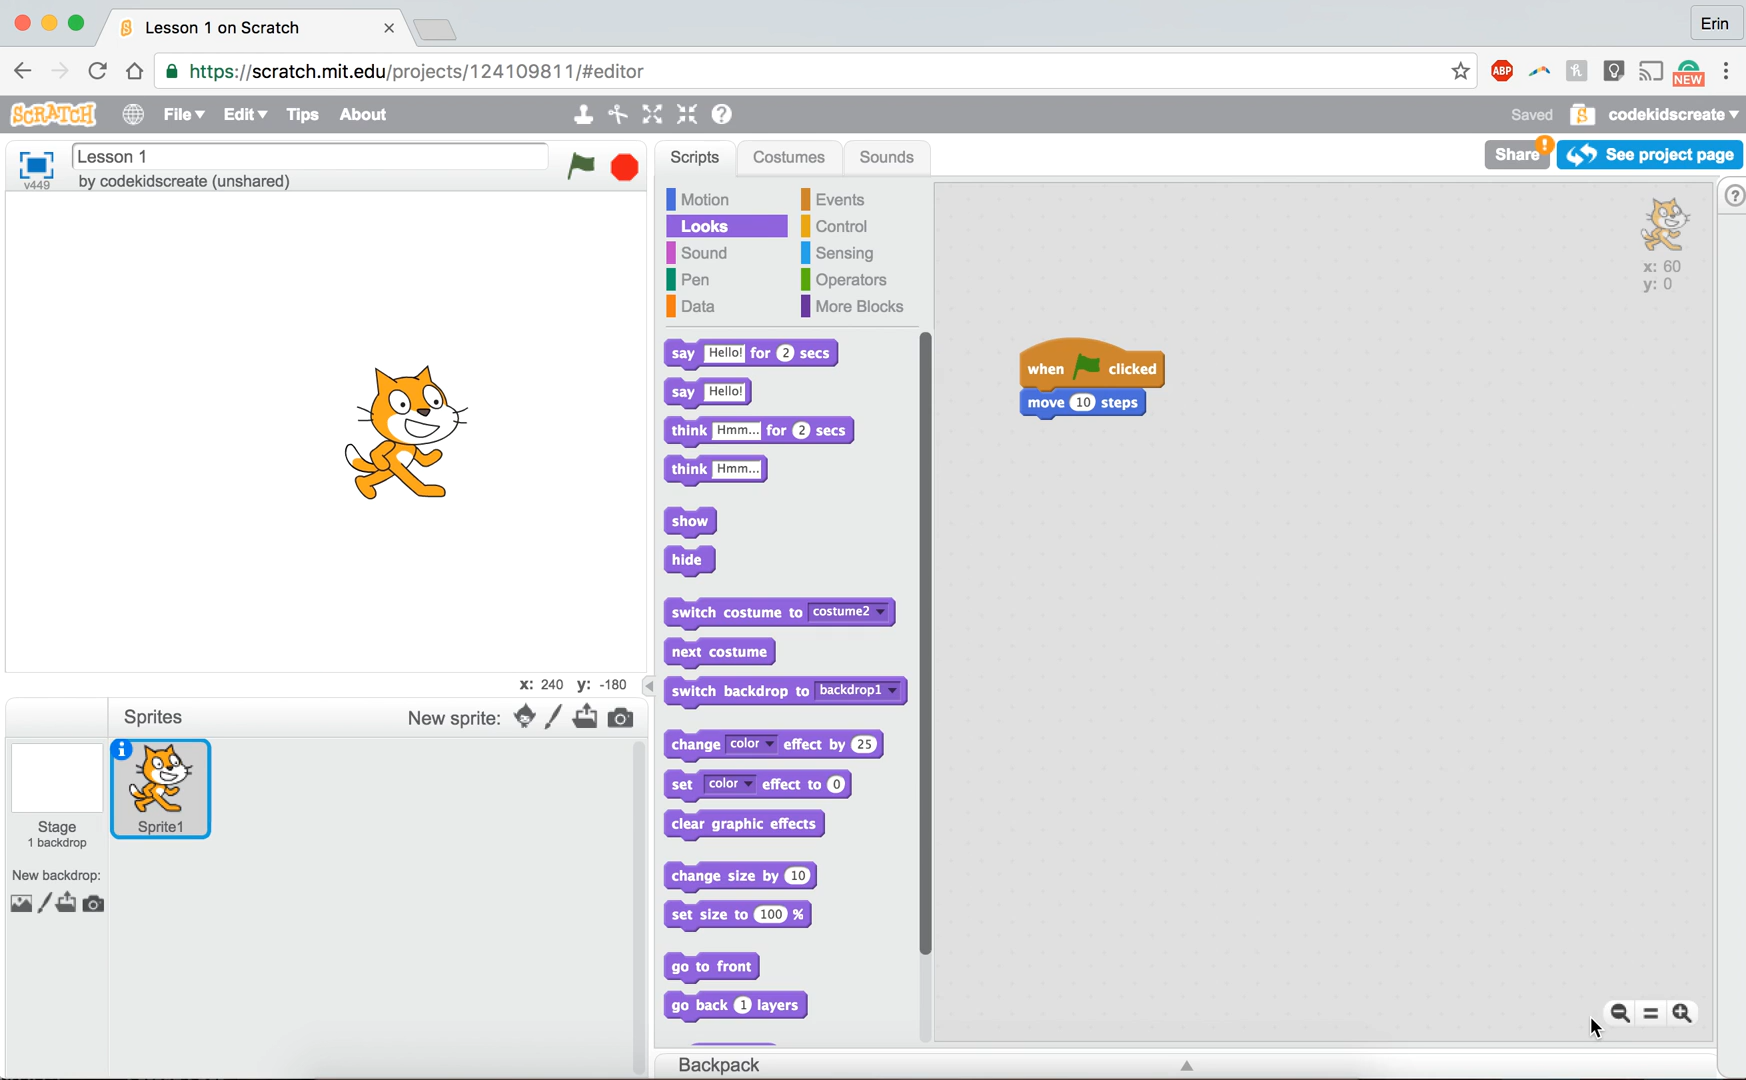 Lesson 1 on Scratch
Erin
https://scratch.mit.edu/projects/124109811/#editor
ABP
NEW
SCRATCH
File
Edit
Tips
About
Saved
codekidscreate
v449
Lesson 1
by codekidscreate (unshared)
Scripts
Costumes
Sounds
Share
!
See project page
Motion
Looks
Sound
Pen
Data
Events
Control
Sensing
Operators
More Blocks
say Hello! for 2 secs
say Hello!
think Hmm... for 2 secs
think Hmm...
show
hide
switch costume to costume2
next costume
switch backdrop to backdrop1
change color effect by 25
set color effect to 0
clear graphic effects
change size by 10
set size to 100 %
go to front
go back 1 layers
when clicked
move 10 steps
x: 60
y: 0
x: 240 y: -180
Sprites
New sprite:
Sprite1
Stage
1 backdrop
New backdrop:
Backpack